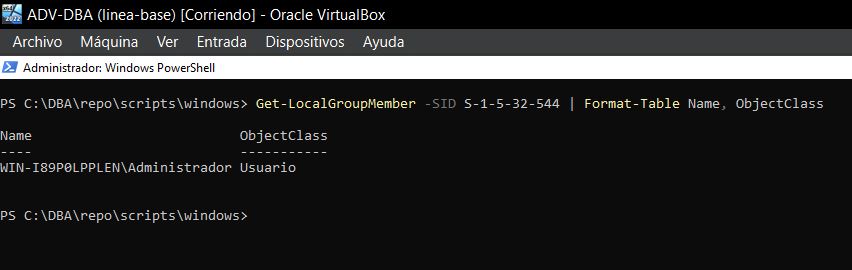 ADV-DBA (linea-base) [Corriendo] - Oracle VirtualBox
Archivo Máquina Ver Entrada Dispositivos Ayuda
Administrador: Windows PowerShell
PS C:\DBA\repo\scripts\windows> Get-LocalGroupMember -SID S-1-5-32-544 | Format-Table Name, ObjectClass
Name ObjectClass
---- -----------
WIN-I89P0LPPLEN\Administrador Usuario
PS C:\DBA\repo\scripts\windows>